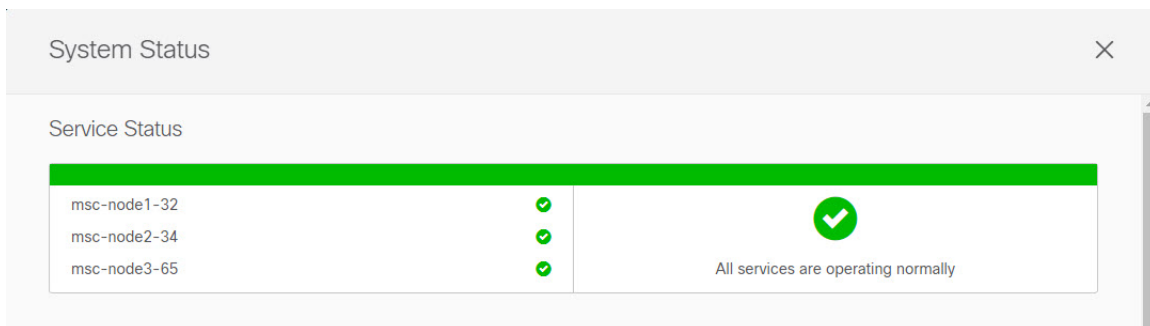 System Status
Service Status
msc-node1-32
msc-node2-34
msc-node3-65
All services are operating normally